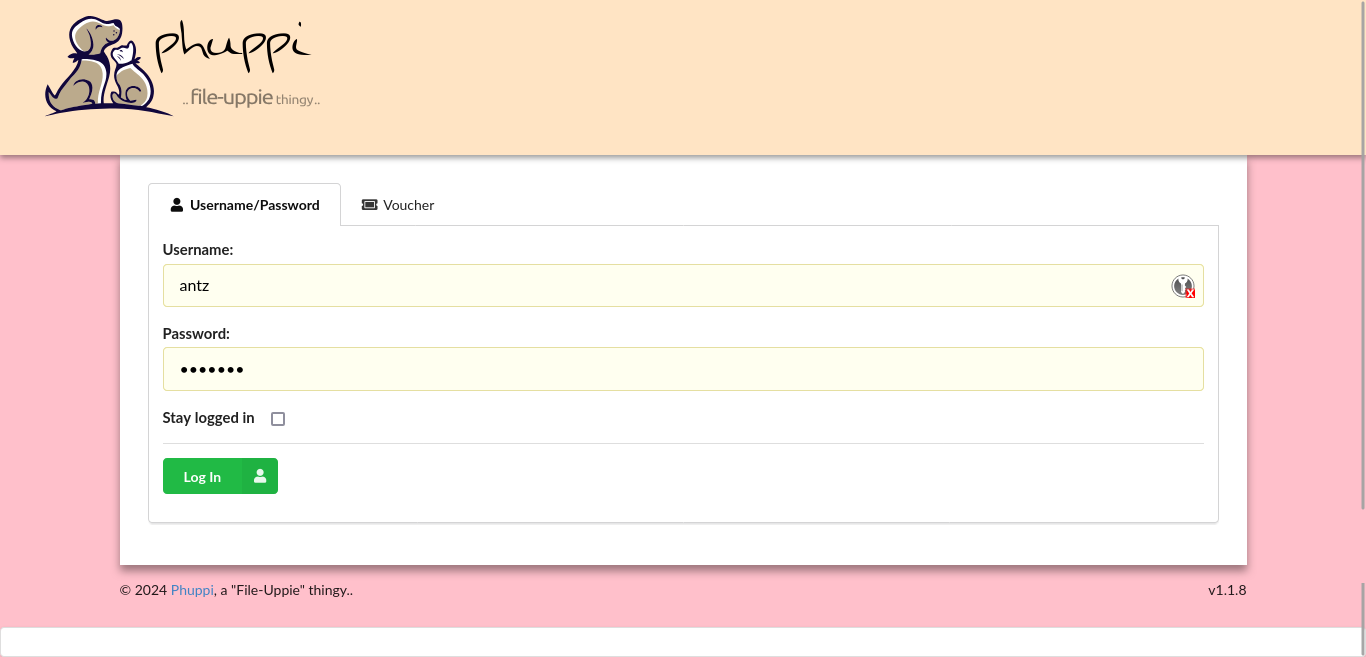 phuppi
..file-uppie thingy..
Username/Password
Voucher
Username:
antz
Password:
•••••••
Stay logged in
Log In
© 2024 Phuppi, a "File-Uppie" thingy..
v1.1.8